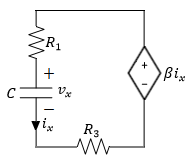 R₁
+
C
vₓ
−
iₓ
R₃
+
−
βiₓ